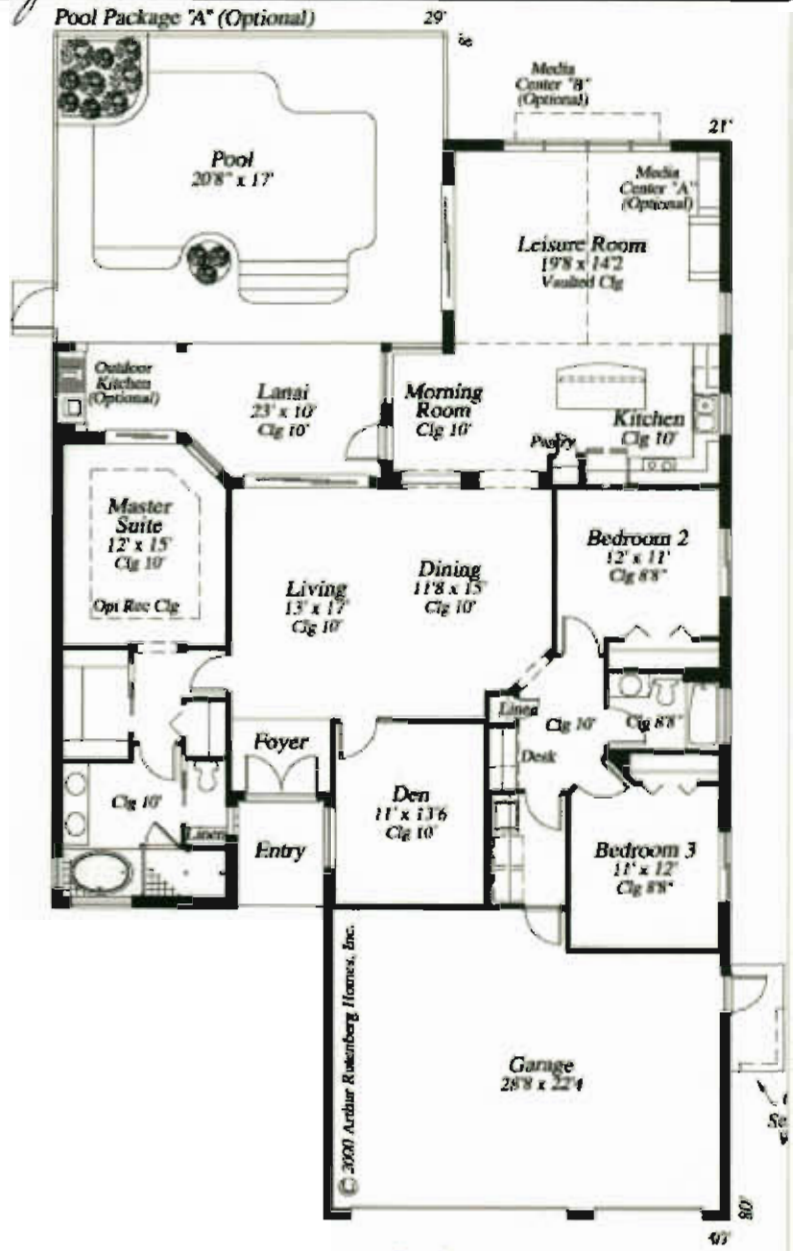 Pool Package "A" (Optional)
29'
Media
Center "B"
(Optional)
21'
Pool
20'8" x 17'
Media
Center "A"
(Optional)
Leisure Room
19'8 x 14'2
Vaulted Clg
Outdoor
Kitchen
(Optional)
Lanai
23' x 10'
Clg 10'
Morning
Room
Clg 10'
Kitchen
Clg 10'
Pantry
Master
Suite
12' x 15'
Clg 10'
Opt Rec Clg
Living
13' x 17'
Clg 10'
Dining
11'8 x 15'
Clg 10'
Bedroom 2
12' x 11'
Clg 8'8"
Linen
Clg 10'
Clg 8'8"
Foyer
Desk
Clg 10'
Linen
Entry
Den
11' x 13'6
Clg 10'
Bedroom 3
11' x 12'
Clg 8'8"
© 2000 Arthur Rutenberg Homes, Inc.
Garage
28'8 x 22'4
80'
40'